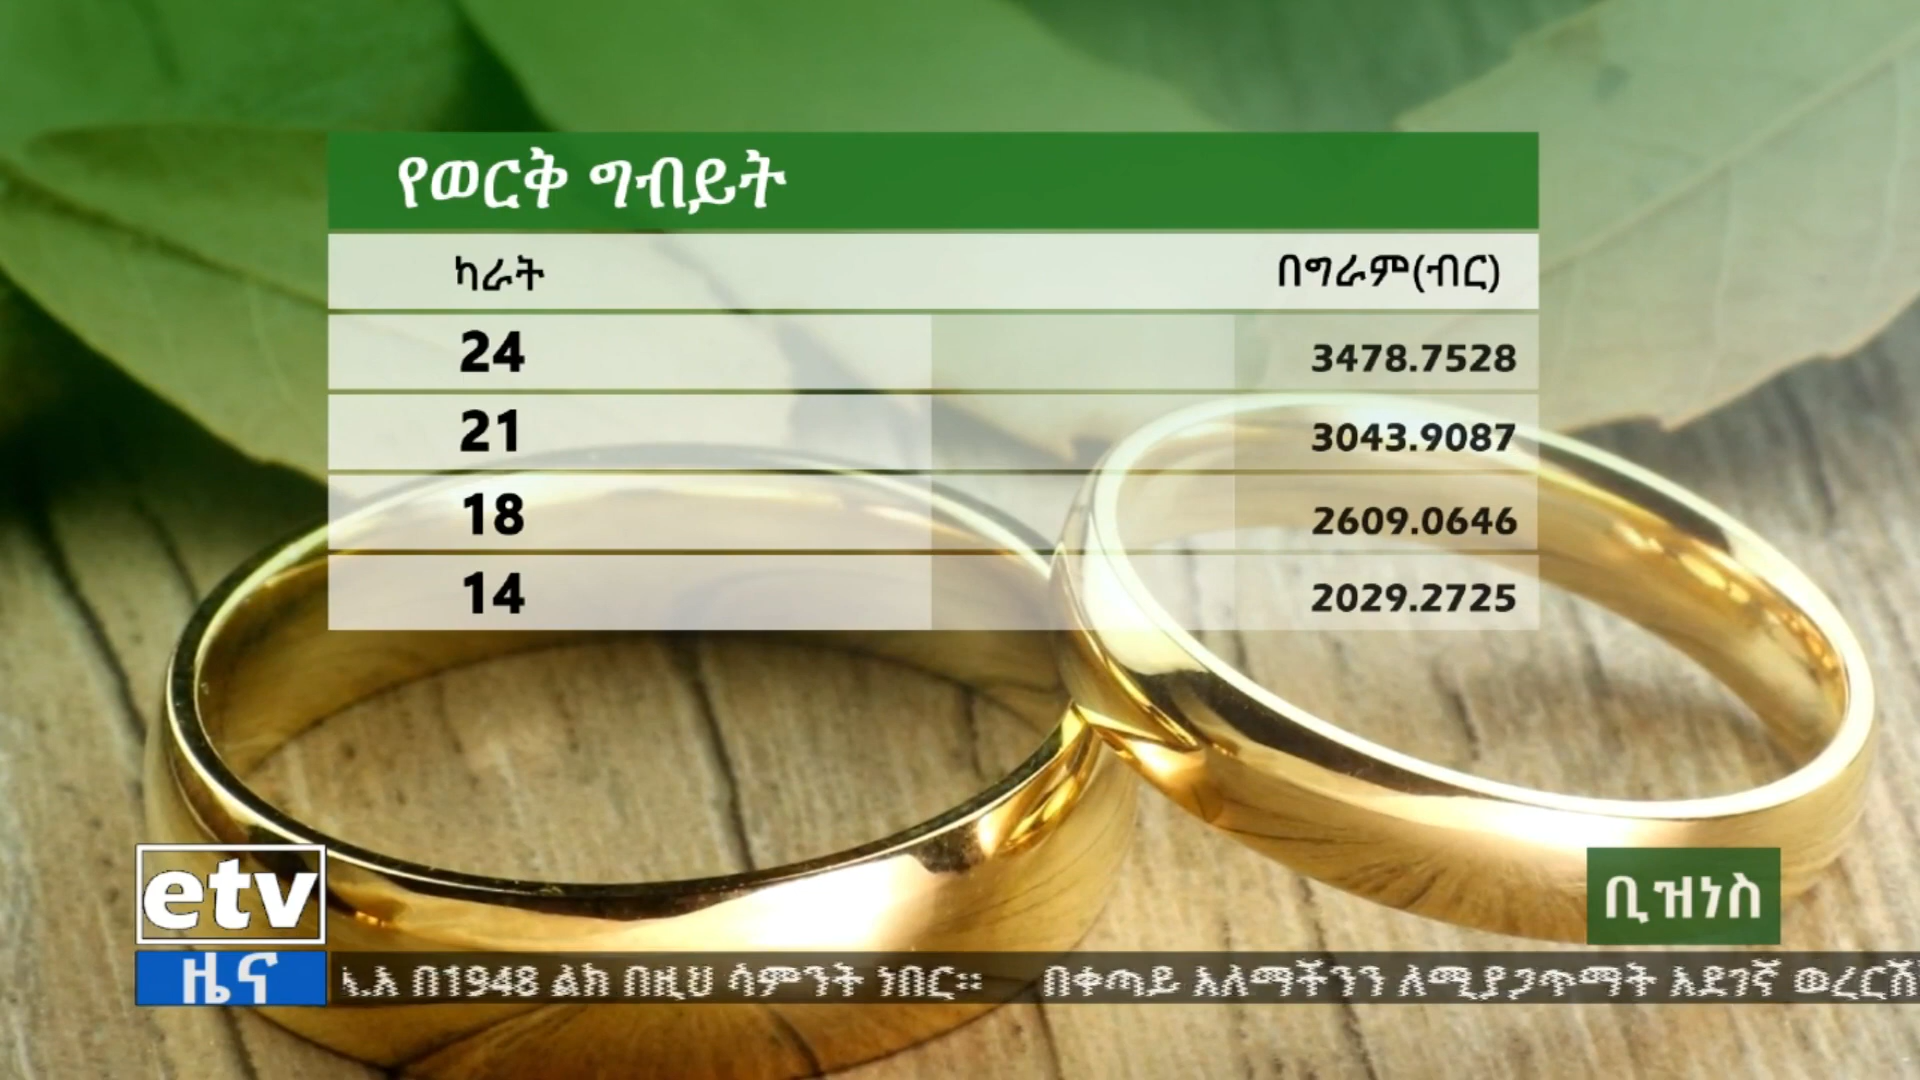 የወርቅ ግብይት
ካራት በግራም(ብር)
24 3478.7528
21 3043.9087
18 2609.0646
14 2029.2725
etv
ቢዝነስ
ዜና
ኤ.አ በ1948 ልክ በዚህ ሳምንት ነበር። በቀጣይ አለማችንን ለሚያጋጥማት አደገኛ